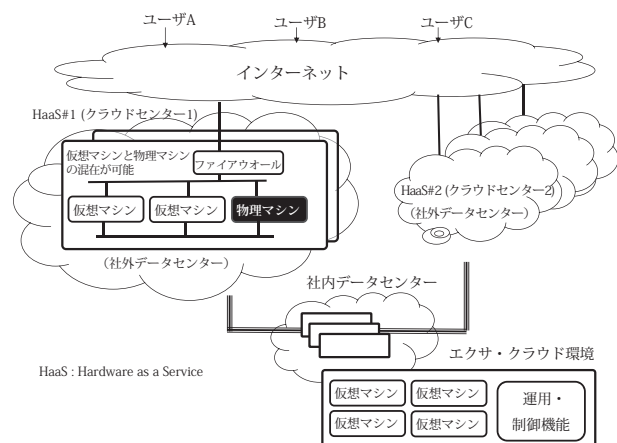 ユーザA
ユーザB
ユーザC
インターネット
HaaS#1 (クラウドセンター1)
仮想マシンと物理マシン
の混在が可能
ファイアウオール
仮想マシン
仮想マシン
物理マシン
(社外データセンター)
HaaS#2 (クラウドセンター2)
(社外データセンター)
社内データセンター
HaaS : Hardware as a Service
エクサ・クラウド環境
仮想マシン
仮想マシン
仮想マシン
仮想マシン
運用・
制御機能